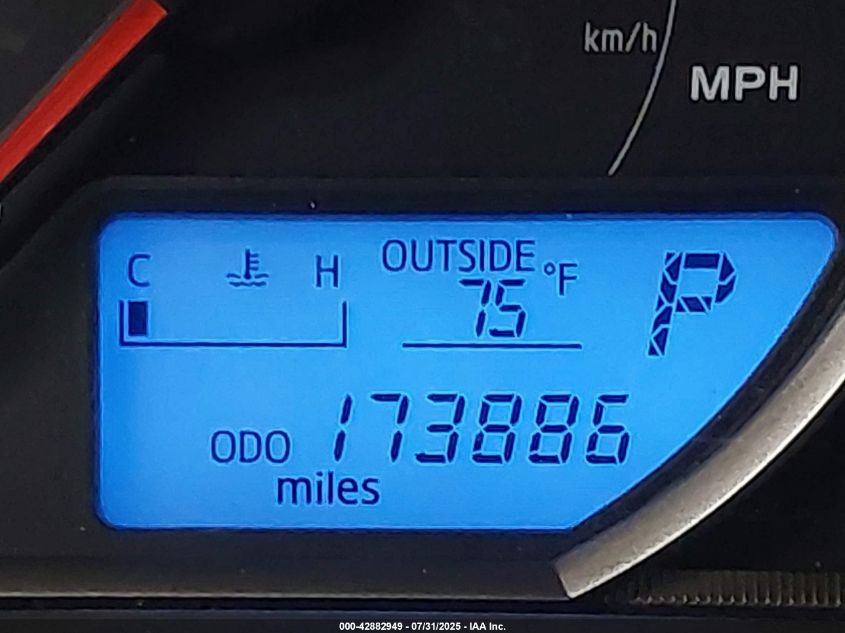 km/h
MPH
C H
OUTSIDE °F
75
P
ODO 173886
miles
000-42882949 - 07/31/2025 - IAA Inc.